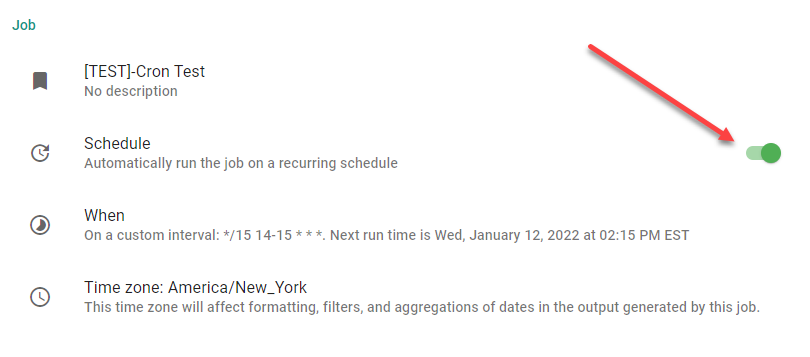 Job
[TEST]-Cron Test
No description
Schedule
Automatically run the job on a recurring schedule
When
On a custom interval: */15 14-15 * * *. Next run time is Wed, January 12, 2022 at 02:15 PM EST
Time zone: America/New_York
This time zone will affect formatting, filters, and aggregations of dates in the output generated by this job.